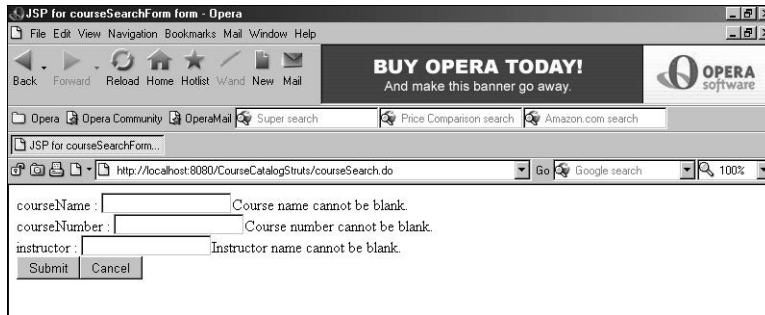 JSP for courseSearchForm form - Opera
File Edit View Navigation Bookmarks Mail Window Help
Back Forward Reload Home Hotlist Wand New Mail
BUY OPERA TODAY!
And make this banner go away.
OPERA
software
Opera Opera Community OperaMail Super search Price Comparison search Amazon.com search
JSP for courseSearchForm...
http://localhost:8080/CourseCatalogStruts/courseSearch.do Go Google search 100%
courseName : Course name cannot be blank.
courseNumber : Course number cannot be blank.
instructor : Instructor name cannot be blank.
Submit Cancel